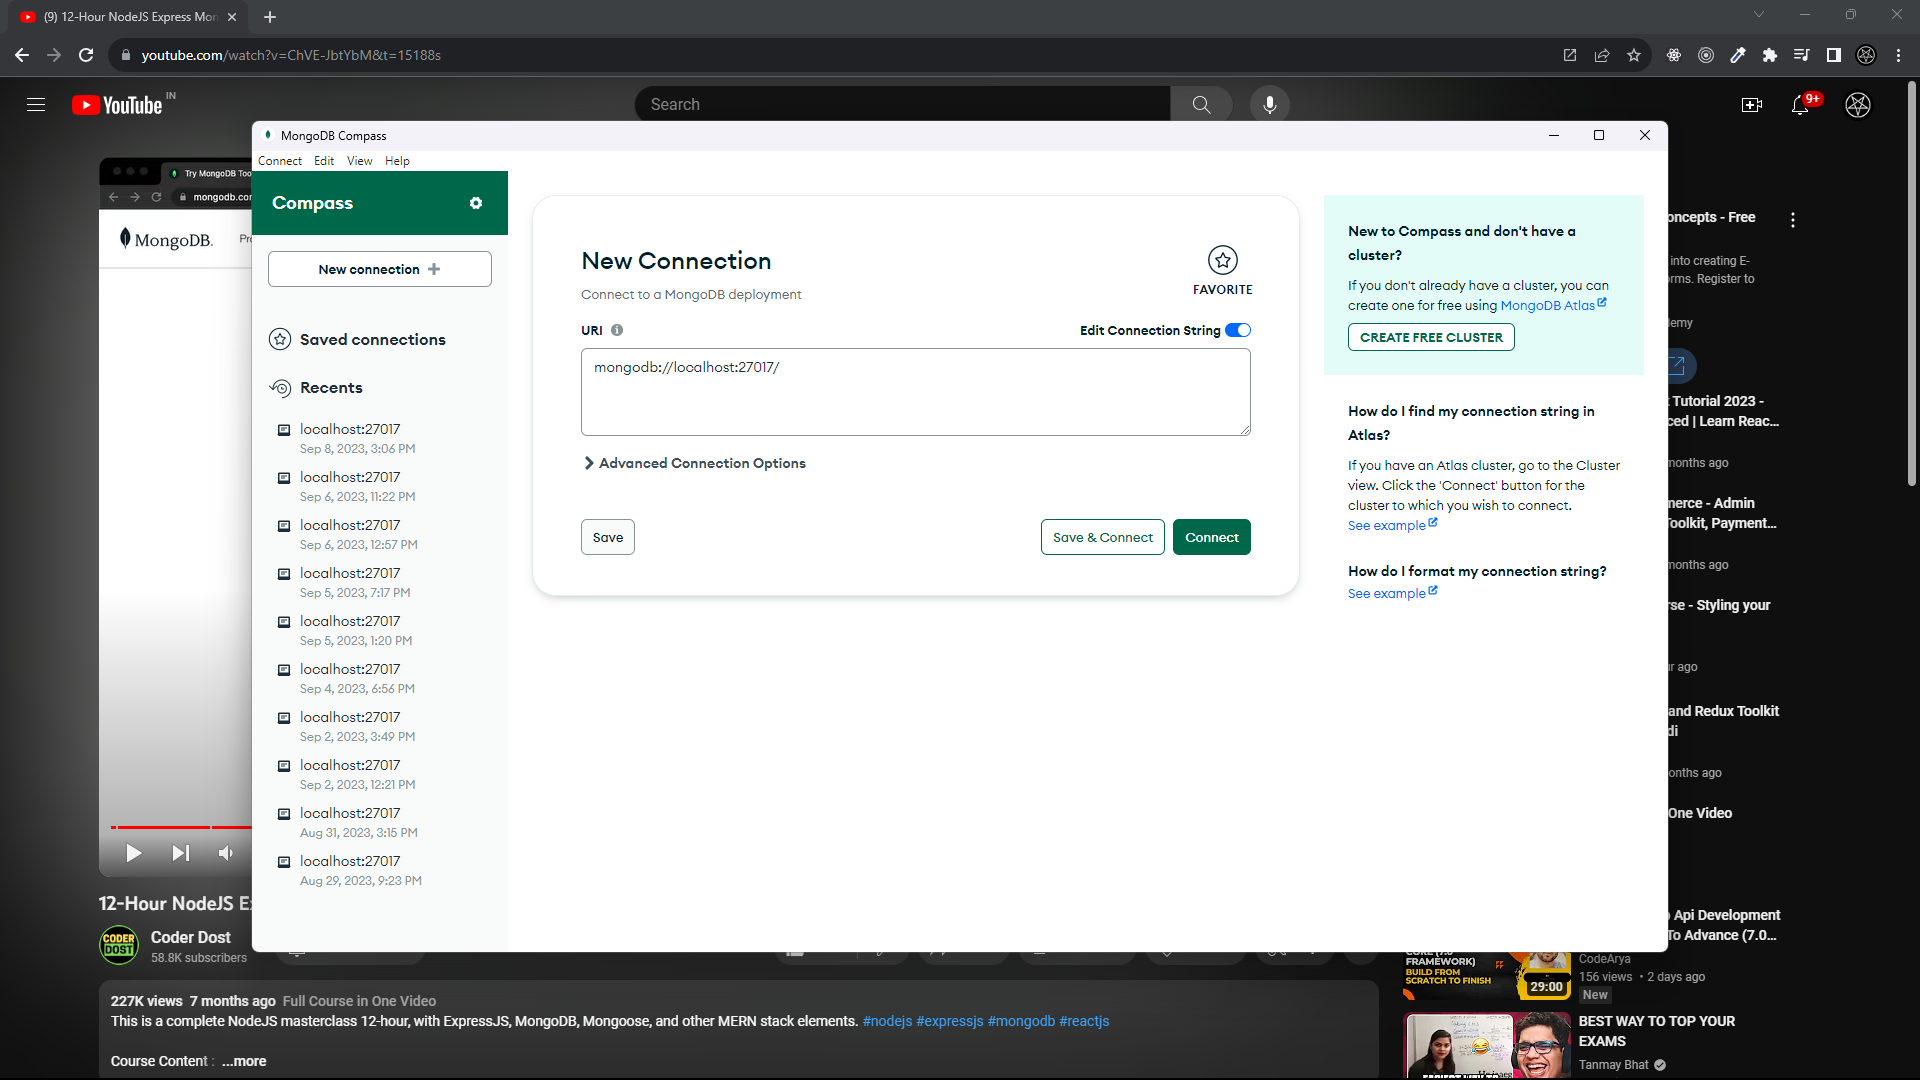 (9) 12-Hour NodeJS Express Mon
youtube.com/watch?v=ChVE-JbtYbM&t=15188s
YouTube IN
Search
9+
MongoDB Compass
Connect Edit View Help
Compass
New connection
Saved connections
Recents
localhost:27017
Sep 8, 2023, 3:06 PM
localhost:27017
Sep 6, 2023, 11:22 PM
localhost:27017
Sep 6, 2023, 12:57 PM
localhost:27017
Sep 5, 2023, 7:17 PM
localhost:27017
Sep 5, 2023, 1:20 PM
localhost:27017
Sep 4, 2023, 6:56 PM
localhost:27017
Sep 2, 2023, 3:49 PM
localhost:27017
Sep 2, 2023, 12:21 PM
localhost:27017
Aug 31, 2023, 3:15 PM
localhost:27017
Aug 29, 2023, 9:23 PM
New Connection
FAVORITE
Connect to a MongoDB deployment
URI
Edit Connection String
mongodb://localhost:27017/
Advanced Connection Options
Save
Save & Connect
Connect
New to Compass and don't have a
cluster?
If you don't already have a cluster, you can
create one for free using MongoDB Atlas
CREATE FREE CLUSTER
How do I find my connection string in
Atlas?
If you have an Atlas cluster, go to the Cluster
view. Click the 'Connect' button for the
cluster to which you wish to connect.
See example
How do I format my connection string?
See example
Try MongoDB Too
mongodb.com
MongoDB.
Pro
oncepts - Free
into creating E-
rms. Register to
emy
Tutorial 2023 -
ced | Learn Reac...
months ago
nerce - Admin
Toolkit, Payment...
months ago
rse - Styling your
ur ago
and Redux Toolkit
di
onths ago
One Video
Api Development
To Advance (7.0...
CodeArya
156 views • 2 days ago
New
FRAMEWORK)
BUILD FROM
SCRATCH TO FINISH
29:00
BEST WAY TO TOP YOUR
EXAMS
Tanmay Bhat
12-Hour NodeJS Ex
CODER
DOST
Coder Dost
58.8K subscribers
227K views 7 months ago Full Course in One Video
This is a complete NodeJS masterclass 12-hour, with ExpressJS, MongoDB, Mongoose, and other MERN stack elements. #nodejs #expressjs #mongodb #reactjs
Course Content : ...more